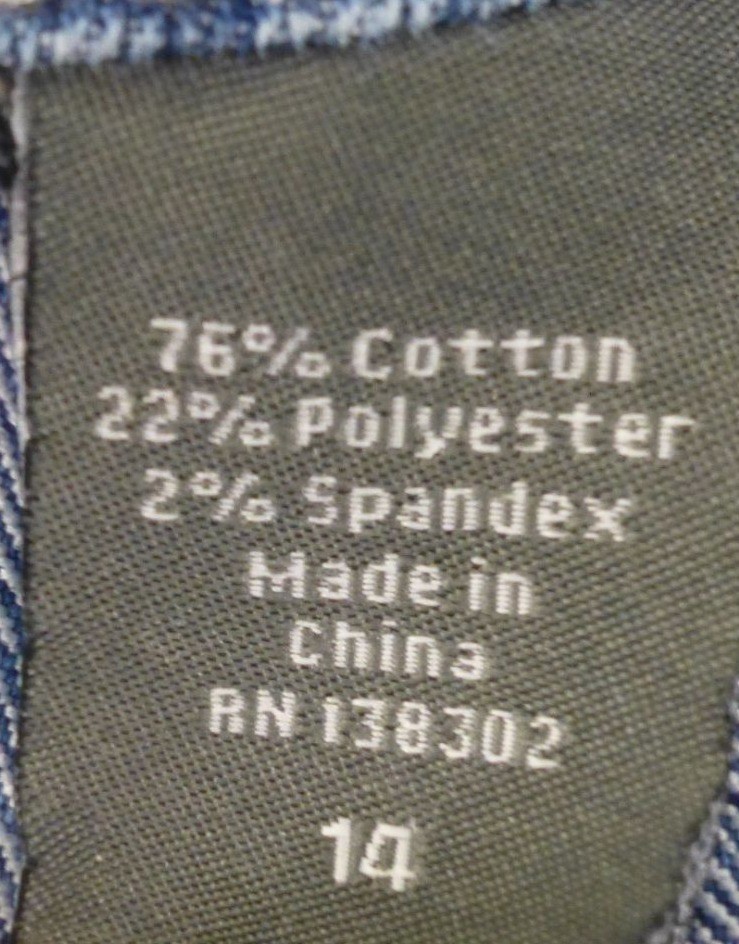 76% Cotton
22% Polyester
2% Spandex
Made in
China
RN 138302
14